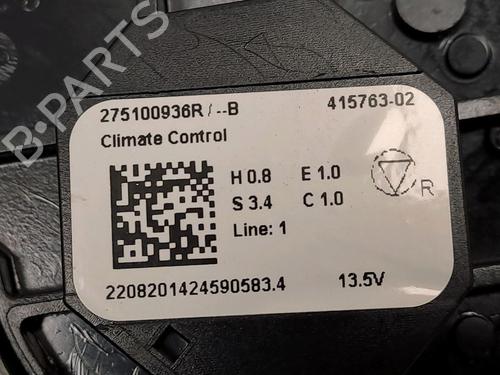 275100936R / --B 415763-02
Climate Control
H 0.8 E 1.0
S 3.4 C 1.0
R
Line: 1
2208201424590583.4 13.5V
B-PARTS